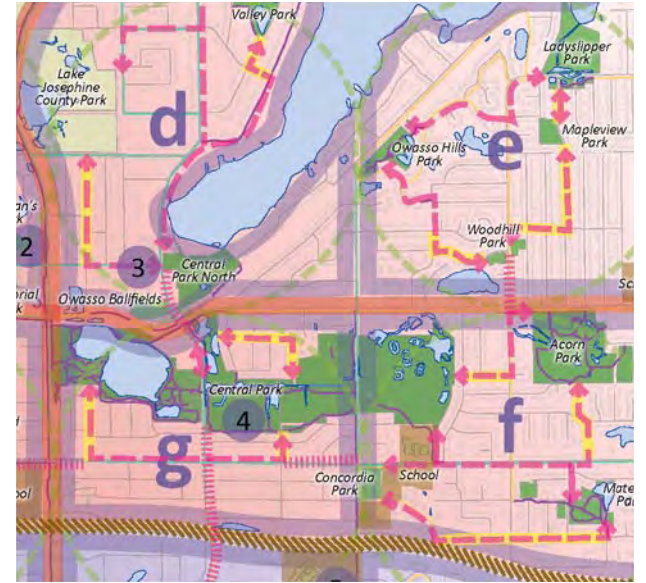 Valley Park
Ladyslipper
Park
Lake
Josephine
County Park
d
Mapleview
Park
Owasso Hills
Park
e
Woodhill
Park
2
3
Central
Park North
Owasso Ballfields
Acorn
Park
Central Park
4
g
f
Concordia
Park
School